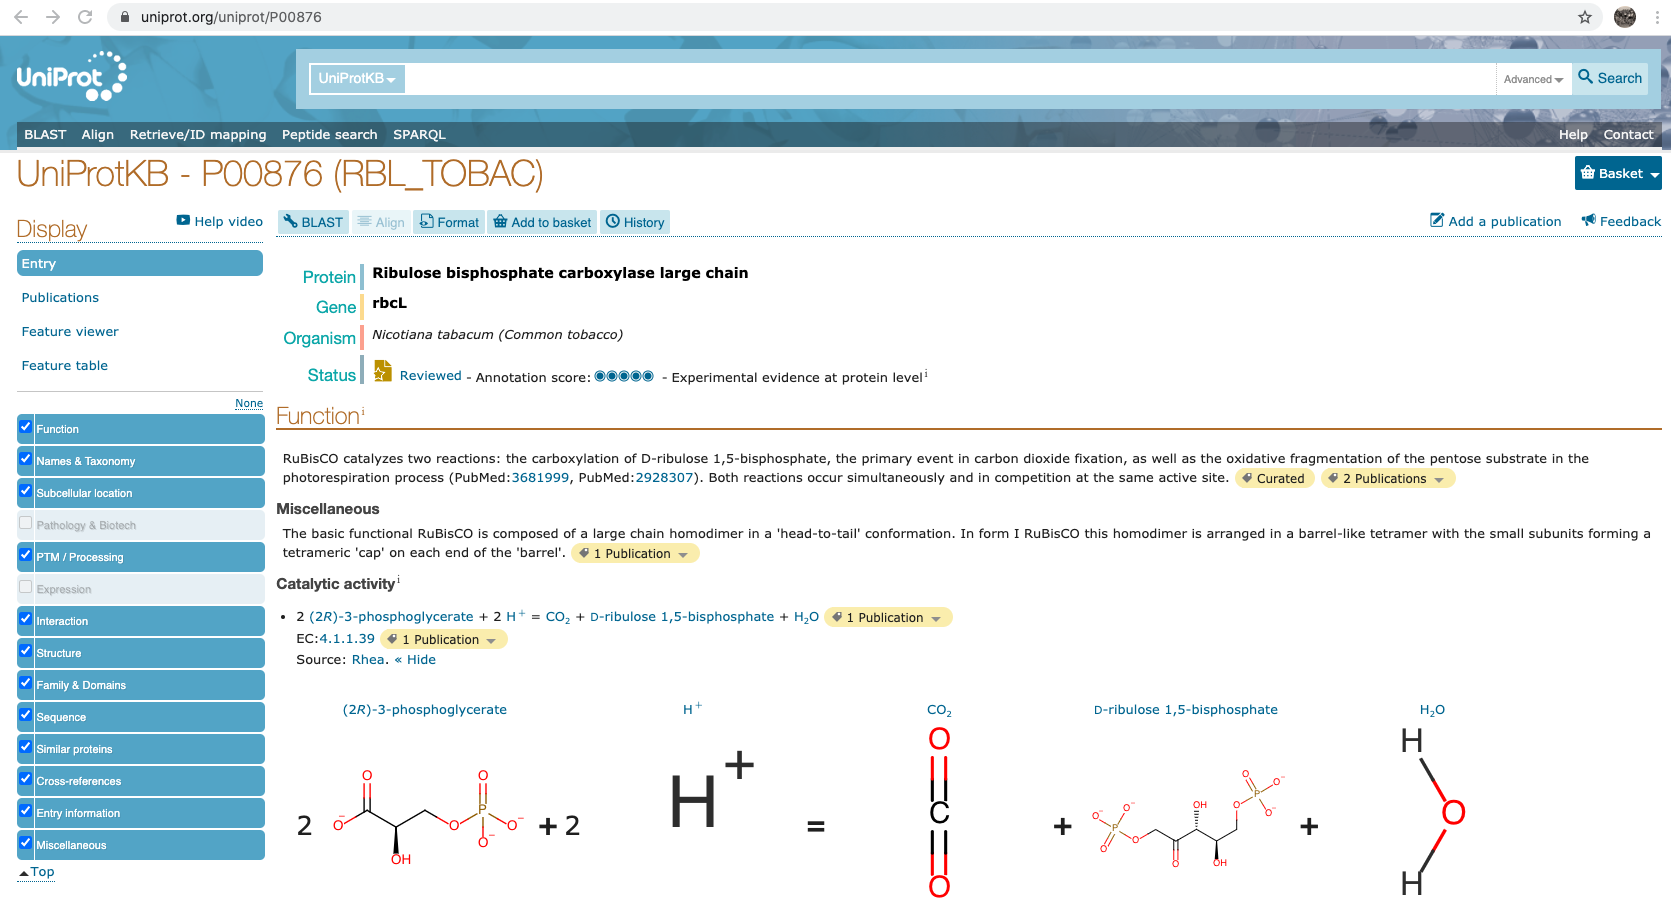 uniprot.org/uniprot/P00876
UniProt
UniProtKB
Advanced
Search
BLAST Align Retrieve/ID mapping Peptide search SPARQL
Help Contact
UniProtKB - P00876 (RBL_TOBAC)
Basket
Display
Help video
BLAST Align Format Add to basket History
Add a publication Feedback
Entry
Publications
Feature viewer
Feature table
None
Function
Names & Taxonomy
Subcellular location
Pathology & Biotech
PTM / Processing
Expression
Interaction
Structure
Family & Domains
Sequence
Similar proteins
Cross-references
Entry information
Miscellaneous
Top
Protein Ribulose bisphosphate carboxylase large chain
Gene rbcL
Organism Nicotiana tabacum (Common tobacco)
Status Reviewed - Annotation score: - Experimental evidence at protein level i
Function i
RuBisCO catalyzes two reactions: the carboxylation of D-ribulose 1,5-bisphosphate, the primary event in carbon dioxide fixation, as well as the oxidative fragmentation of the pentose substrate in the
photorespiration process (PubMed:3681999, PubMed:2928307). Both reactions occur simultaneously and in competition at the same active site. Curated 2 Publications
Miscellaneous
The basic functional RuBisCO is composed of a large chain homodimer in a 'head-to-tail' conformation. In form I RuBisCO this homodimer is arranged in a barrel-like tetramer with the small subunits forming a
tetrameric 'cap' on each end of the 'barrel'. 1 Publication
Catalytic activity i
• 2 (2R)-3-phosphoglycerate + 2 H⁺ = CO₂ + D-ribulose 1,5-bisphosphate + H₂O 1 Publication
EC:4.1.1.39 1 Publication
Source: Rhea. « Hide
(2R)-3-phosphoglycerate H⁺ CO₂ D-ribulose 1,5-bisphosphate H₂O
2 O O⁻ OH O O P O⁻ O⁻ + 2 H⁺ = O C O + O⁻ O⁻ P O O O OH OH O P O O⁻ O⁻ + H O H